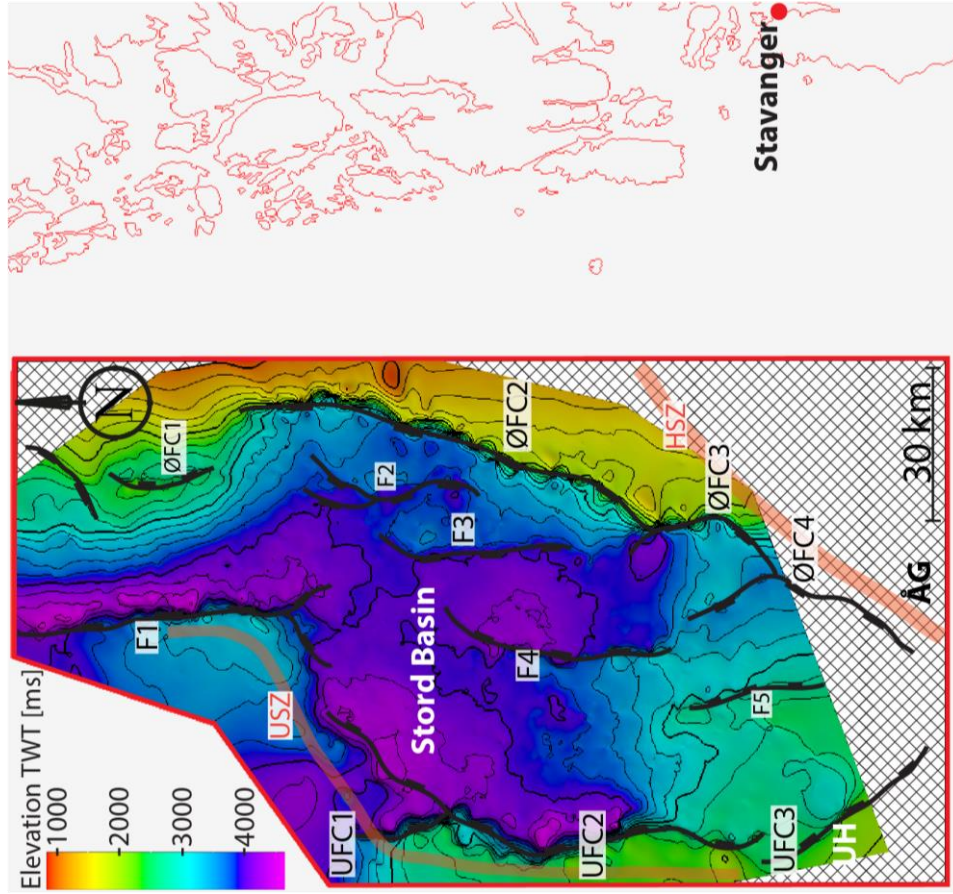 Elevation TWT [ms]
-1000
-2000
-3000
-4000
N
ØFC1
F1
F2
USZ
F3
UFC1
Stord Basin
ØFC2
F4
HSZ
UFC2
ØFC3
F5
ØFC4
UFC3
UH
ÅG
30 km
Stavanger